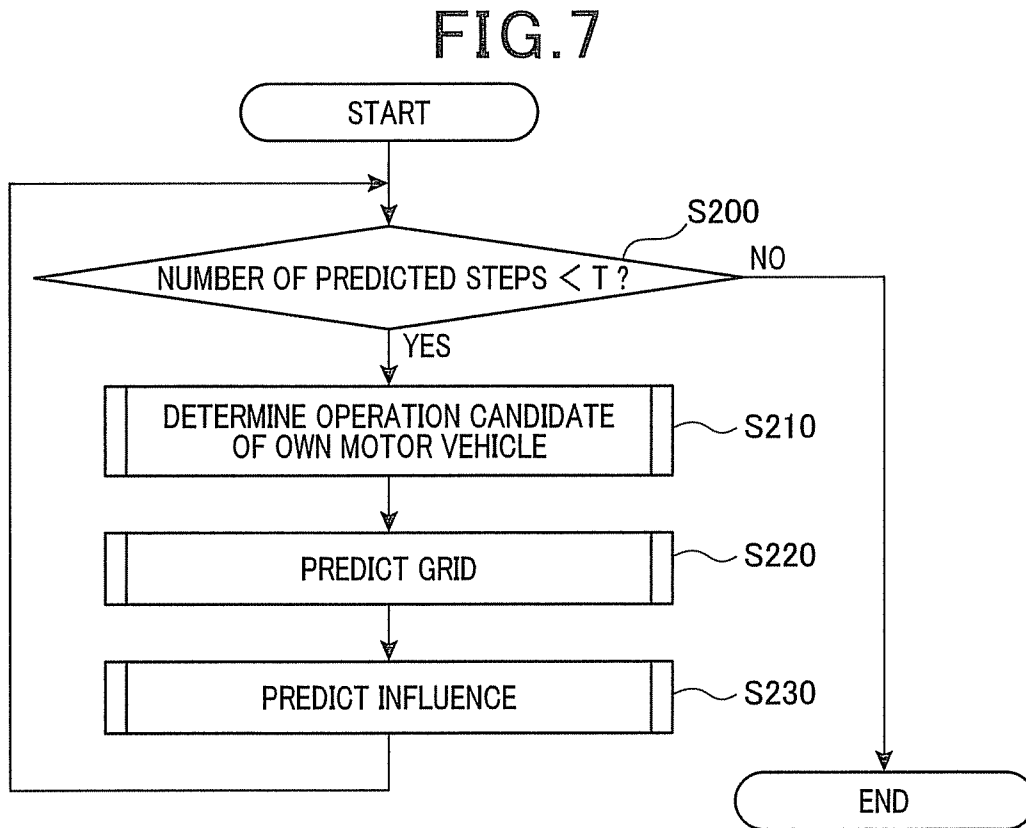 FIG.7
START
S200
NUMBER OF PREDICTED STEPS < T ?
NO
YES
DETERMINE OPERATION CANDIDATE
OF OWN MOTOR VEHICLE
S210
PREDICT GRID
S220
PREDICT INFLUENCE
S230
END